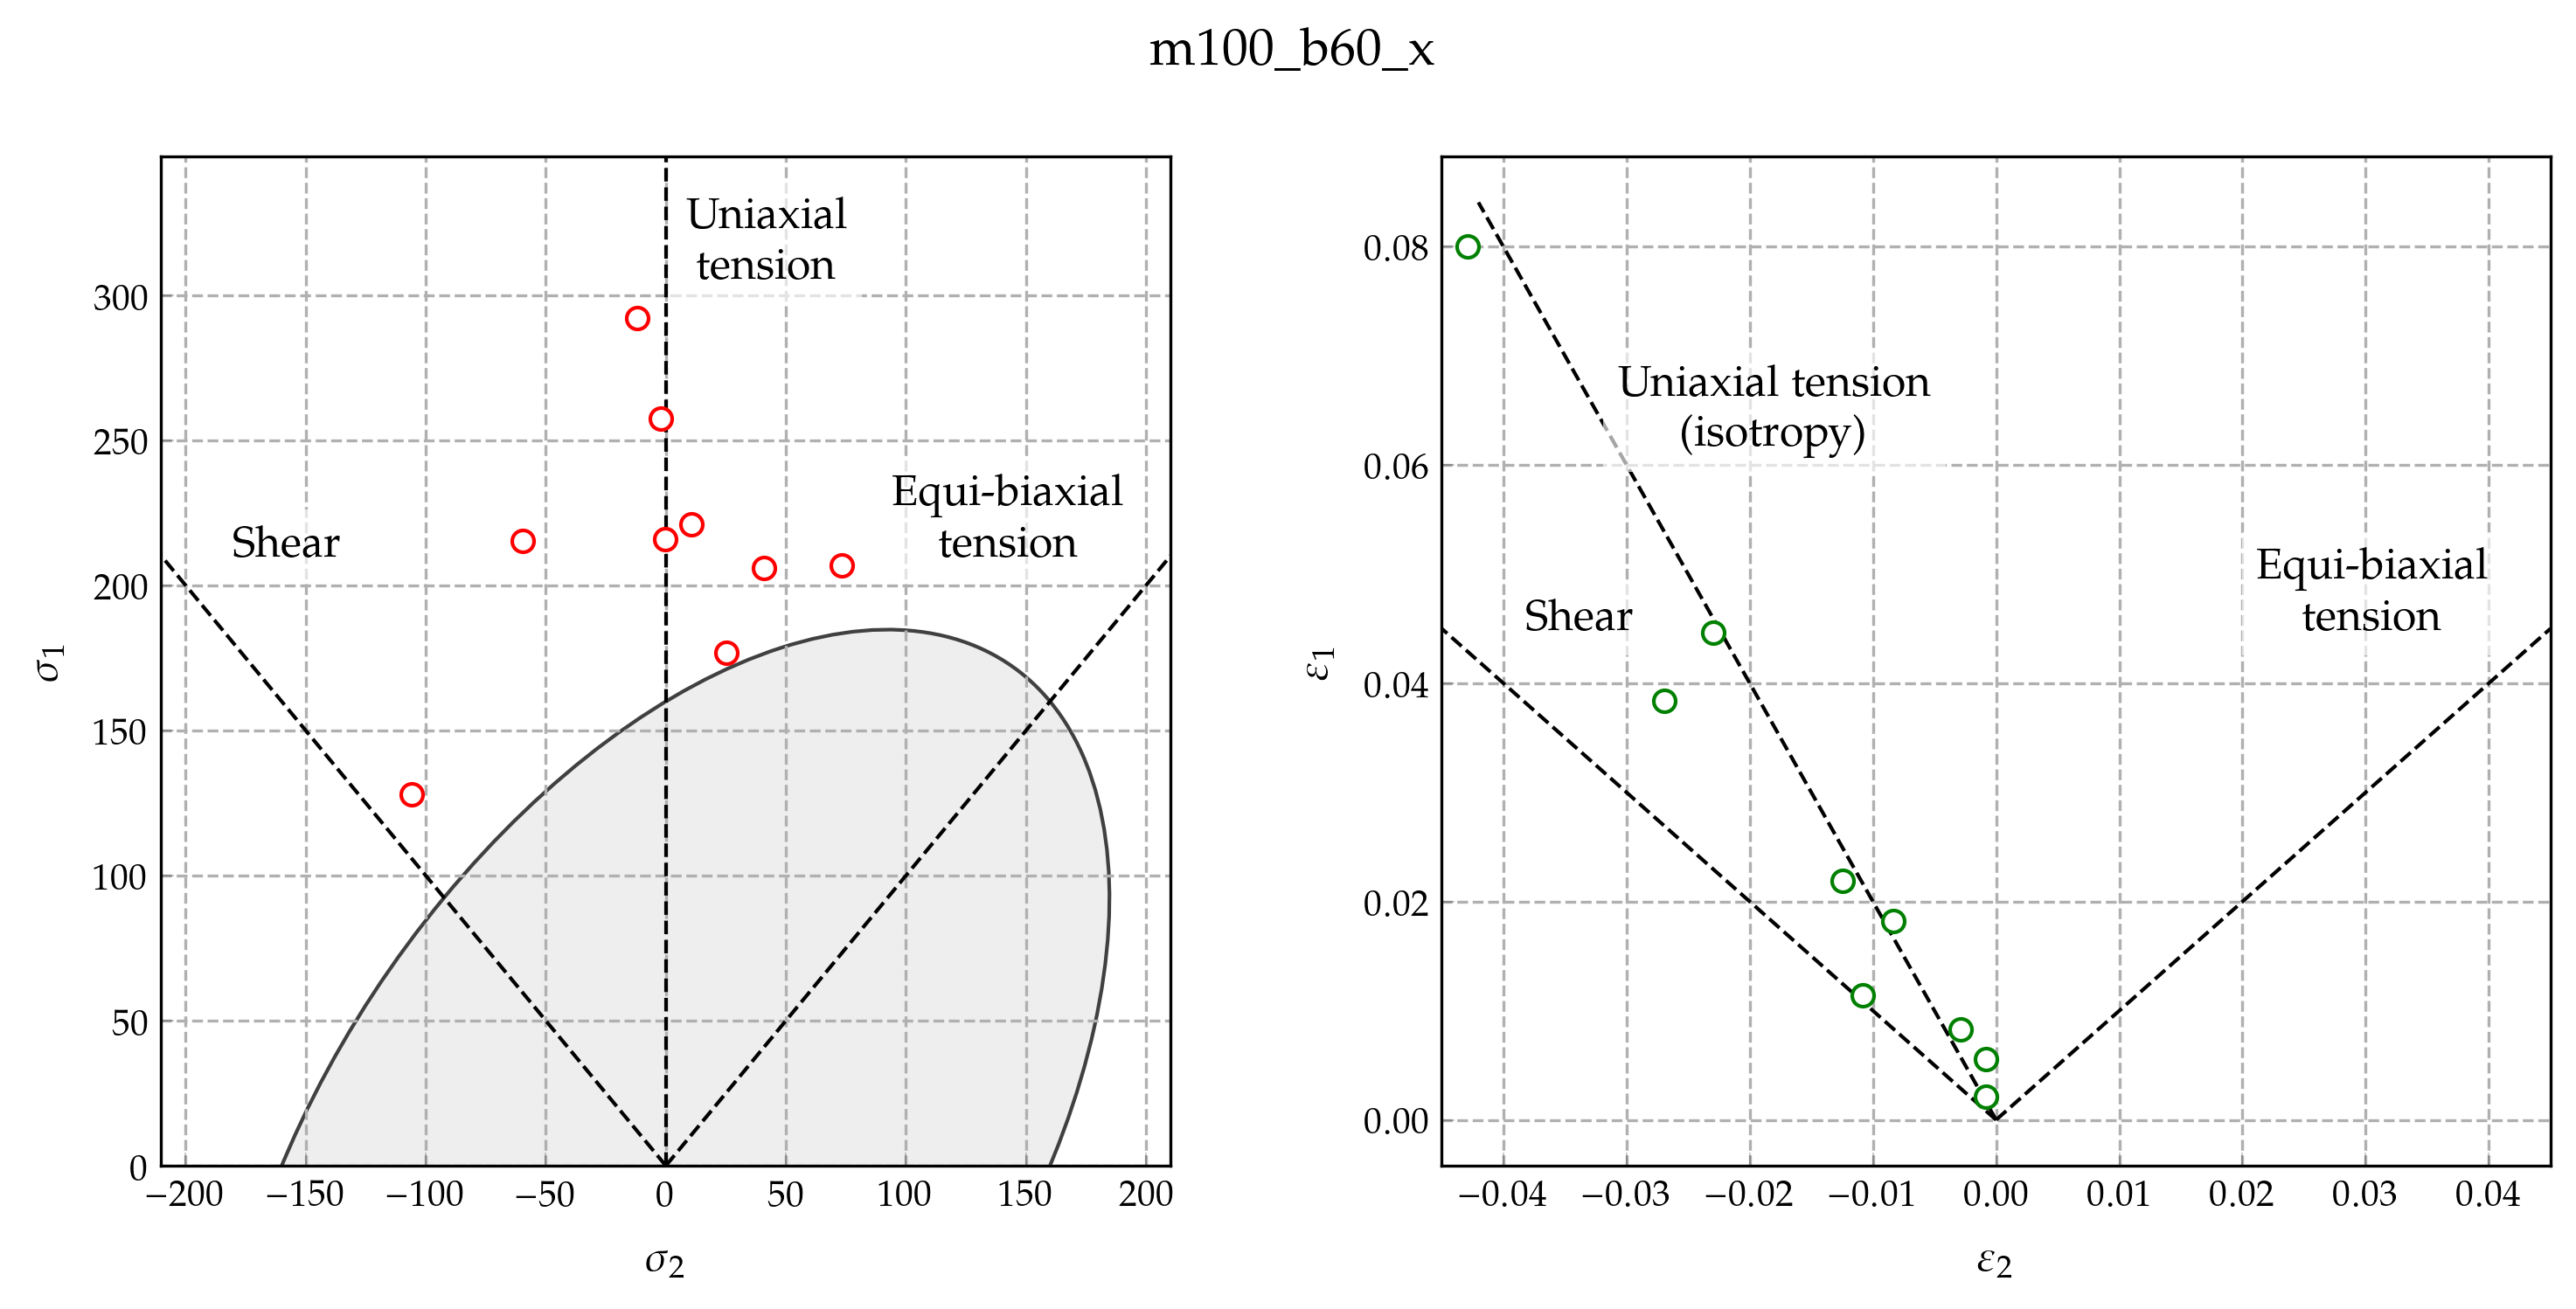 m100_b60_x
Uniaxial
tension
Equi-biaxial
tension
Shear
300
250
200
150
100
50
0
−200 −150 −100 −50 0 50 100 150 200
σ1
σ2
Uniaxial tension
(isotropy)
Equi-biaxial
tension
Shear
0.08
0.06
0.04
0.02
0.00
−0.04 −0.03 −0.02 −0.01 0.00 0.01 0.02 0.03 0.04
ε1
ε2